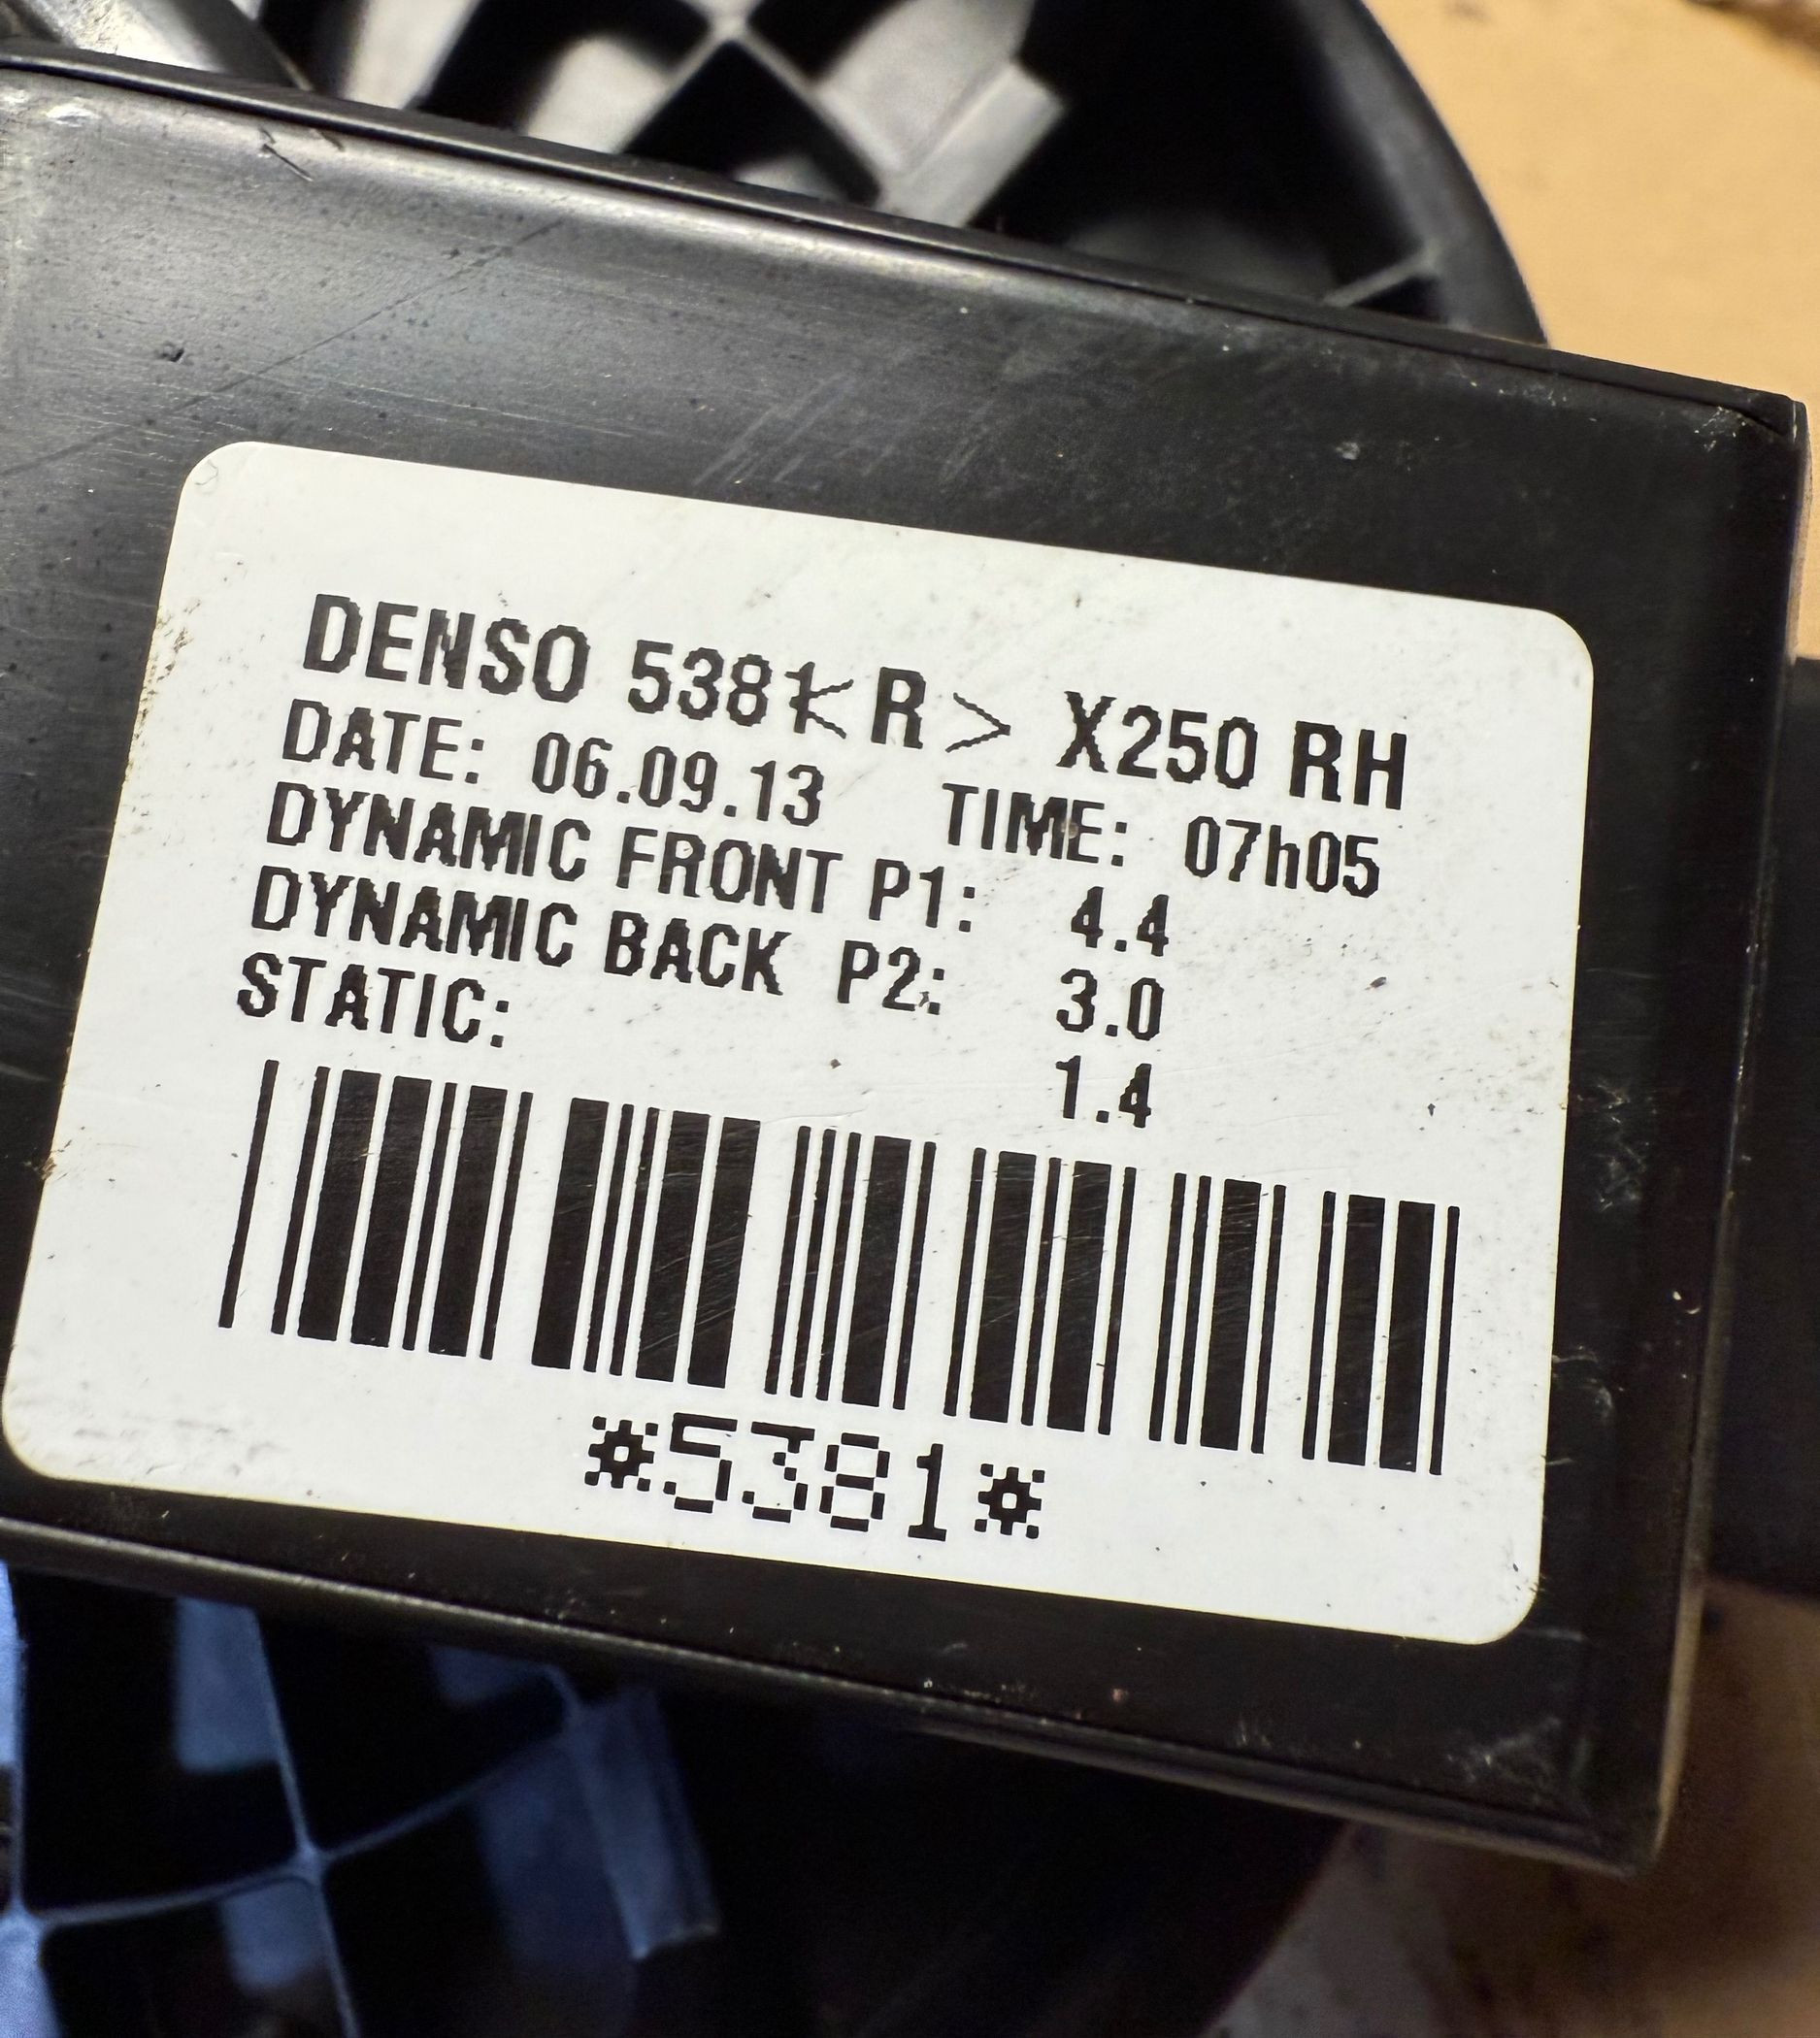 DENSO 5381<R> X250 RH
DATE: 06.09.13 TIME: 07h05
DYNAMIC FRONT P1: 4.4
DYNAMIC BACK P2: 3.0
STATIC: 1.4
*5381*